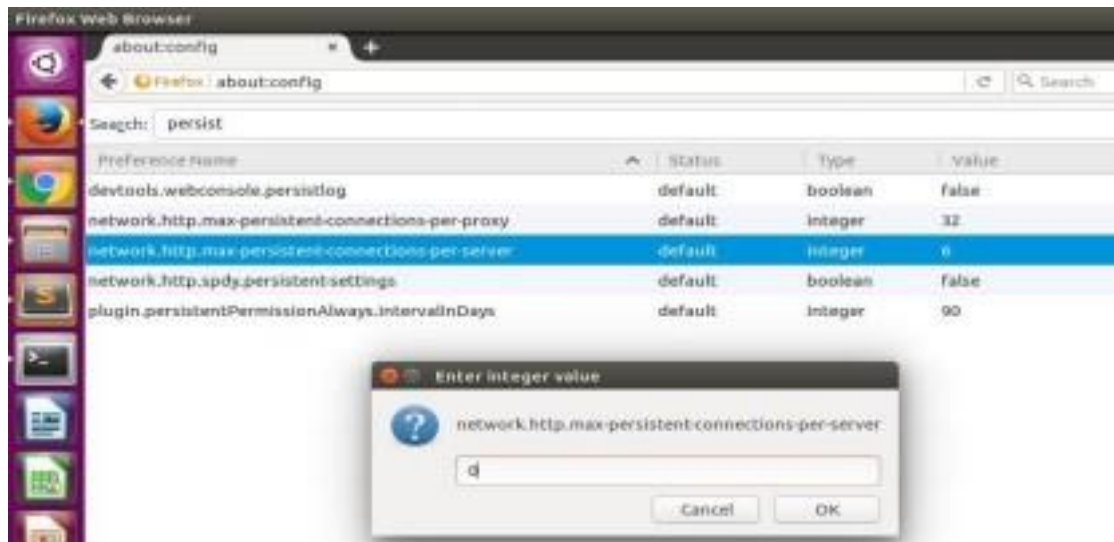 Firefox Web Browser
about:config
Firefox about:config Search
Search: persist
Preference Name Status Type Value
devtools.webconsole.persistlog default boolean false
network.http.max-persistent-connections-per-proxy default integer 32
network.http.max-persistent-connections-per-server default integer 6
network.http.spdy.persistent-settings default boolean false
plugin.persistentPermissionAlways.intervalInDays default integer 90
Enter integer value
network.http.max-persistent-connections-per-server
Cancel OK